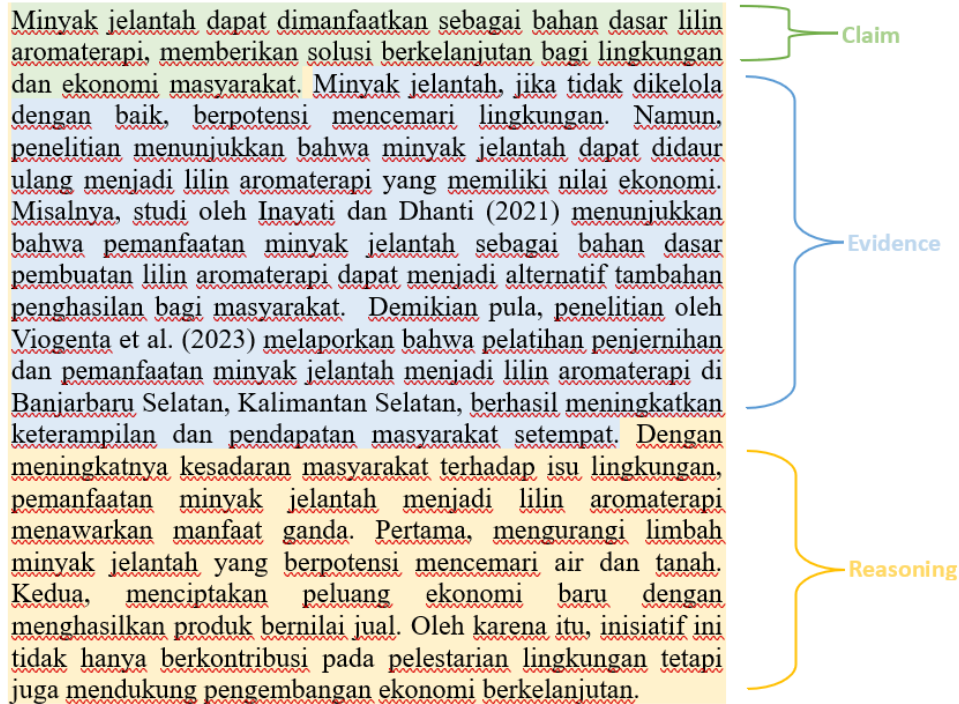 Minyak jelantah dapat dimanfaatkan sebagai bahan dasar lilin
aromaterapi, memberikan solusi berkelanjutan bagi lingkungan
dan ekonomi masyarakat. Minyak jelantah, jika tidak dikelola
dengan baik, berpotensi mencemari lingkungan. Namun,
penelitian menunjukkan bahwa minyak jelantah dapat didaur
ulang menjadi lilin aromaterapi yang memiliki nilai ekonomi.
Misalnya, studi oleh Inayati dan Dhanti (2021) menunjukkan
bahwa pemanfaatan minyak jelantah sebagai bahan dasar
pembuatan lilin aromaterapi dapat menjadi alternatif tambahan
penghasilan bagi masyarakat. Demikian pula, penelitian oleh
Viogenta et al. (2023) melaporkan bahwa pelatihan penjernihan
dan pemanfaatan minyak jelantah menjadi lilin aromaterapi di
Banjarbaru Selatan, Kalimantan Selatan, berhasil meningkatkan
keterampilan dan pendapatan masyarakat setempat. Dengan
meningkatnya kesadaran masyarakat terhadap isu lingkungan,
pemanfaatan minyak jelantah menjadi lilin aromaterapi
menawarkan manfaat ganda. Pertama, mengurangi limbah
minyak jelantah yang berpotensi mencemari air dan tanah.
Kedua, menciptakan peluang ekonomi baru dengan
menghasilkan produk bernilai jual. Oleh karena itu, inisiatif ini
tidak hanya berkontribusi pada pelestarian lingkungan tetapi
juga mendukung pengembangan ekonomi berkelanjutan.
Claim
Evidence
Reasoning